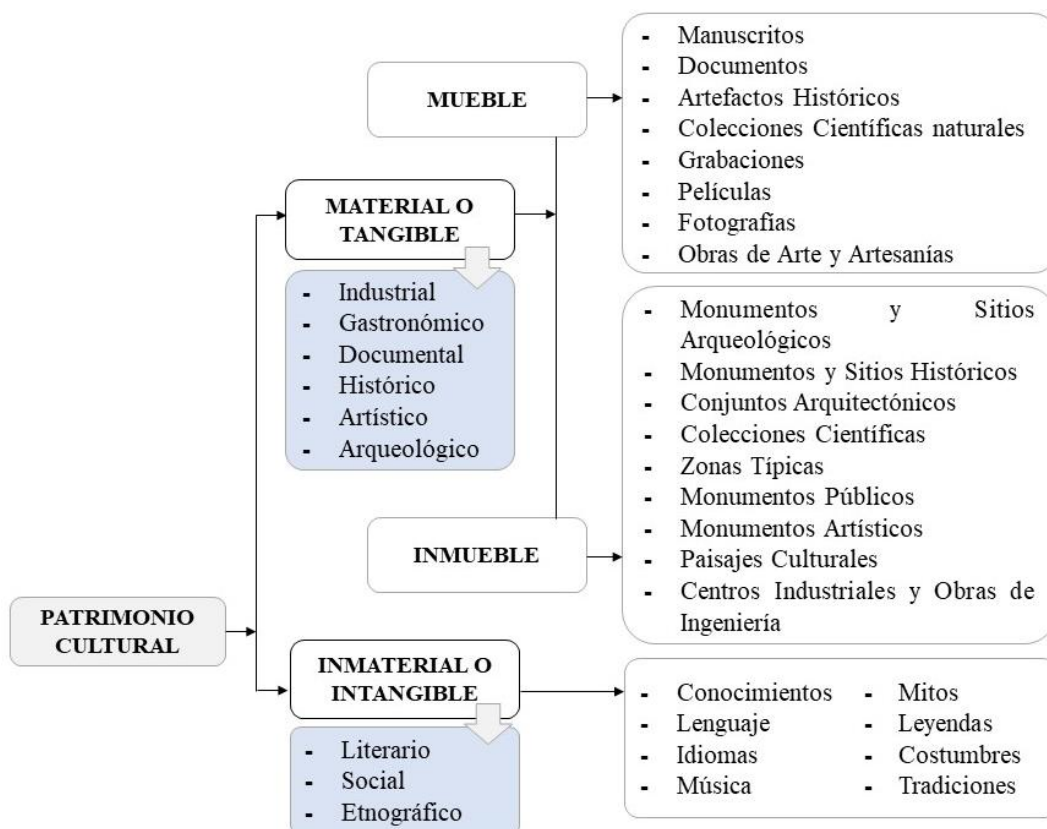 MUEBLE
- Manuscritos
- Documentos
- Artefactos Históricos
- Colecciones Científicas naturales
- Grabaciones
- Películas
- Fotografías
- Obras de Arte y Artesanías
MATERIAL O
TANGIBLE
- Industrial
- Gastronómico
- Documental
- Histórico
- Artístico
- Arqueológico
INMUEBLE
- Monumentos y Sitios
Arqueológicos
- Monumentos y Sitios Históricos
- Conjuntos Arquitectónicos
- Colecciones Científicas
- Zonas Típicas
- Monumentos Públicos
- Monumentos Artísticos
- Paisajes Culturales
- Centros Industriales y Obras de
Ingeniería
PATRIMONIO
CULTURAL
INMATERIAL O
INTANGIBLE
- Literario
- Social
- Etnográfico
- Conocimientos
- Lenguaje
- Idiomas
- Música
- Mitos
- Leyendas
- Costumbres
- Tradiciones